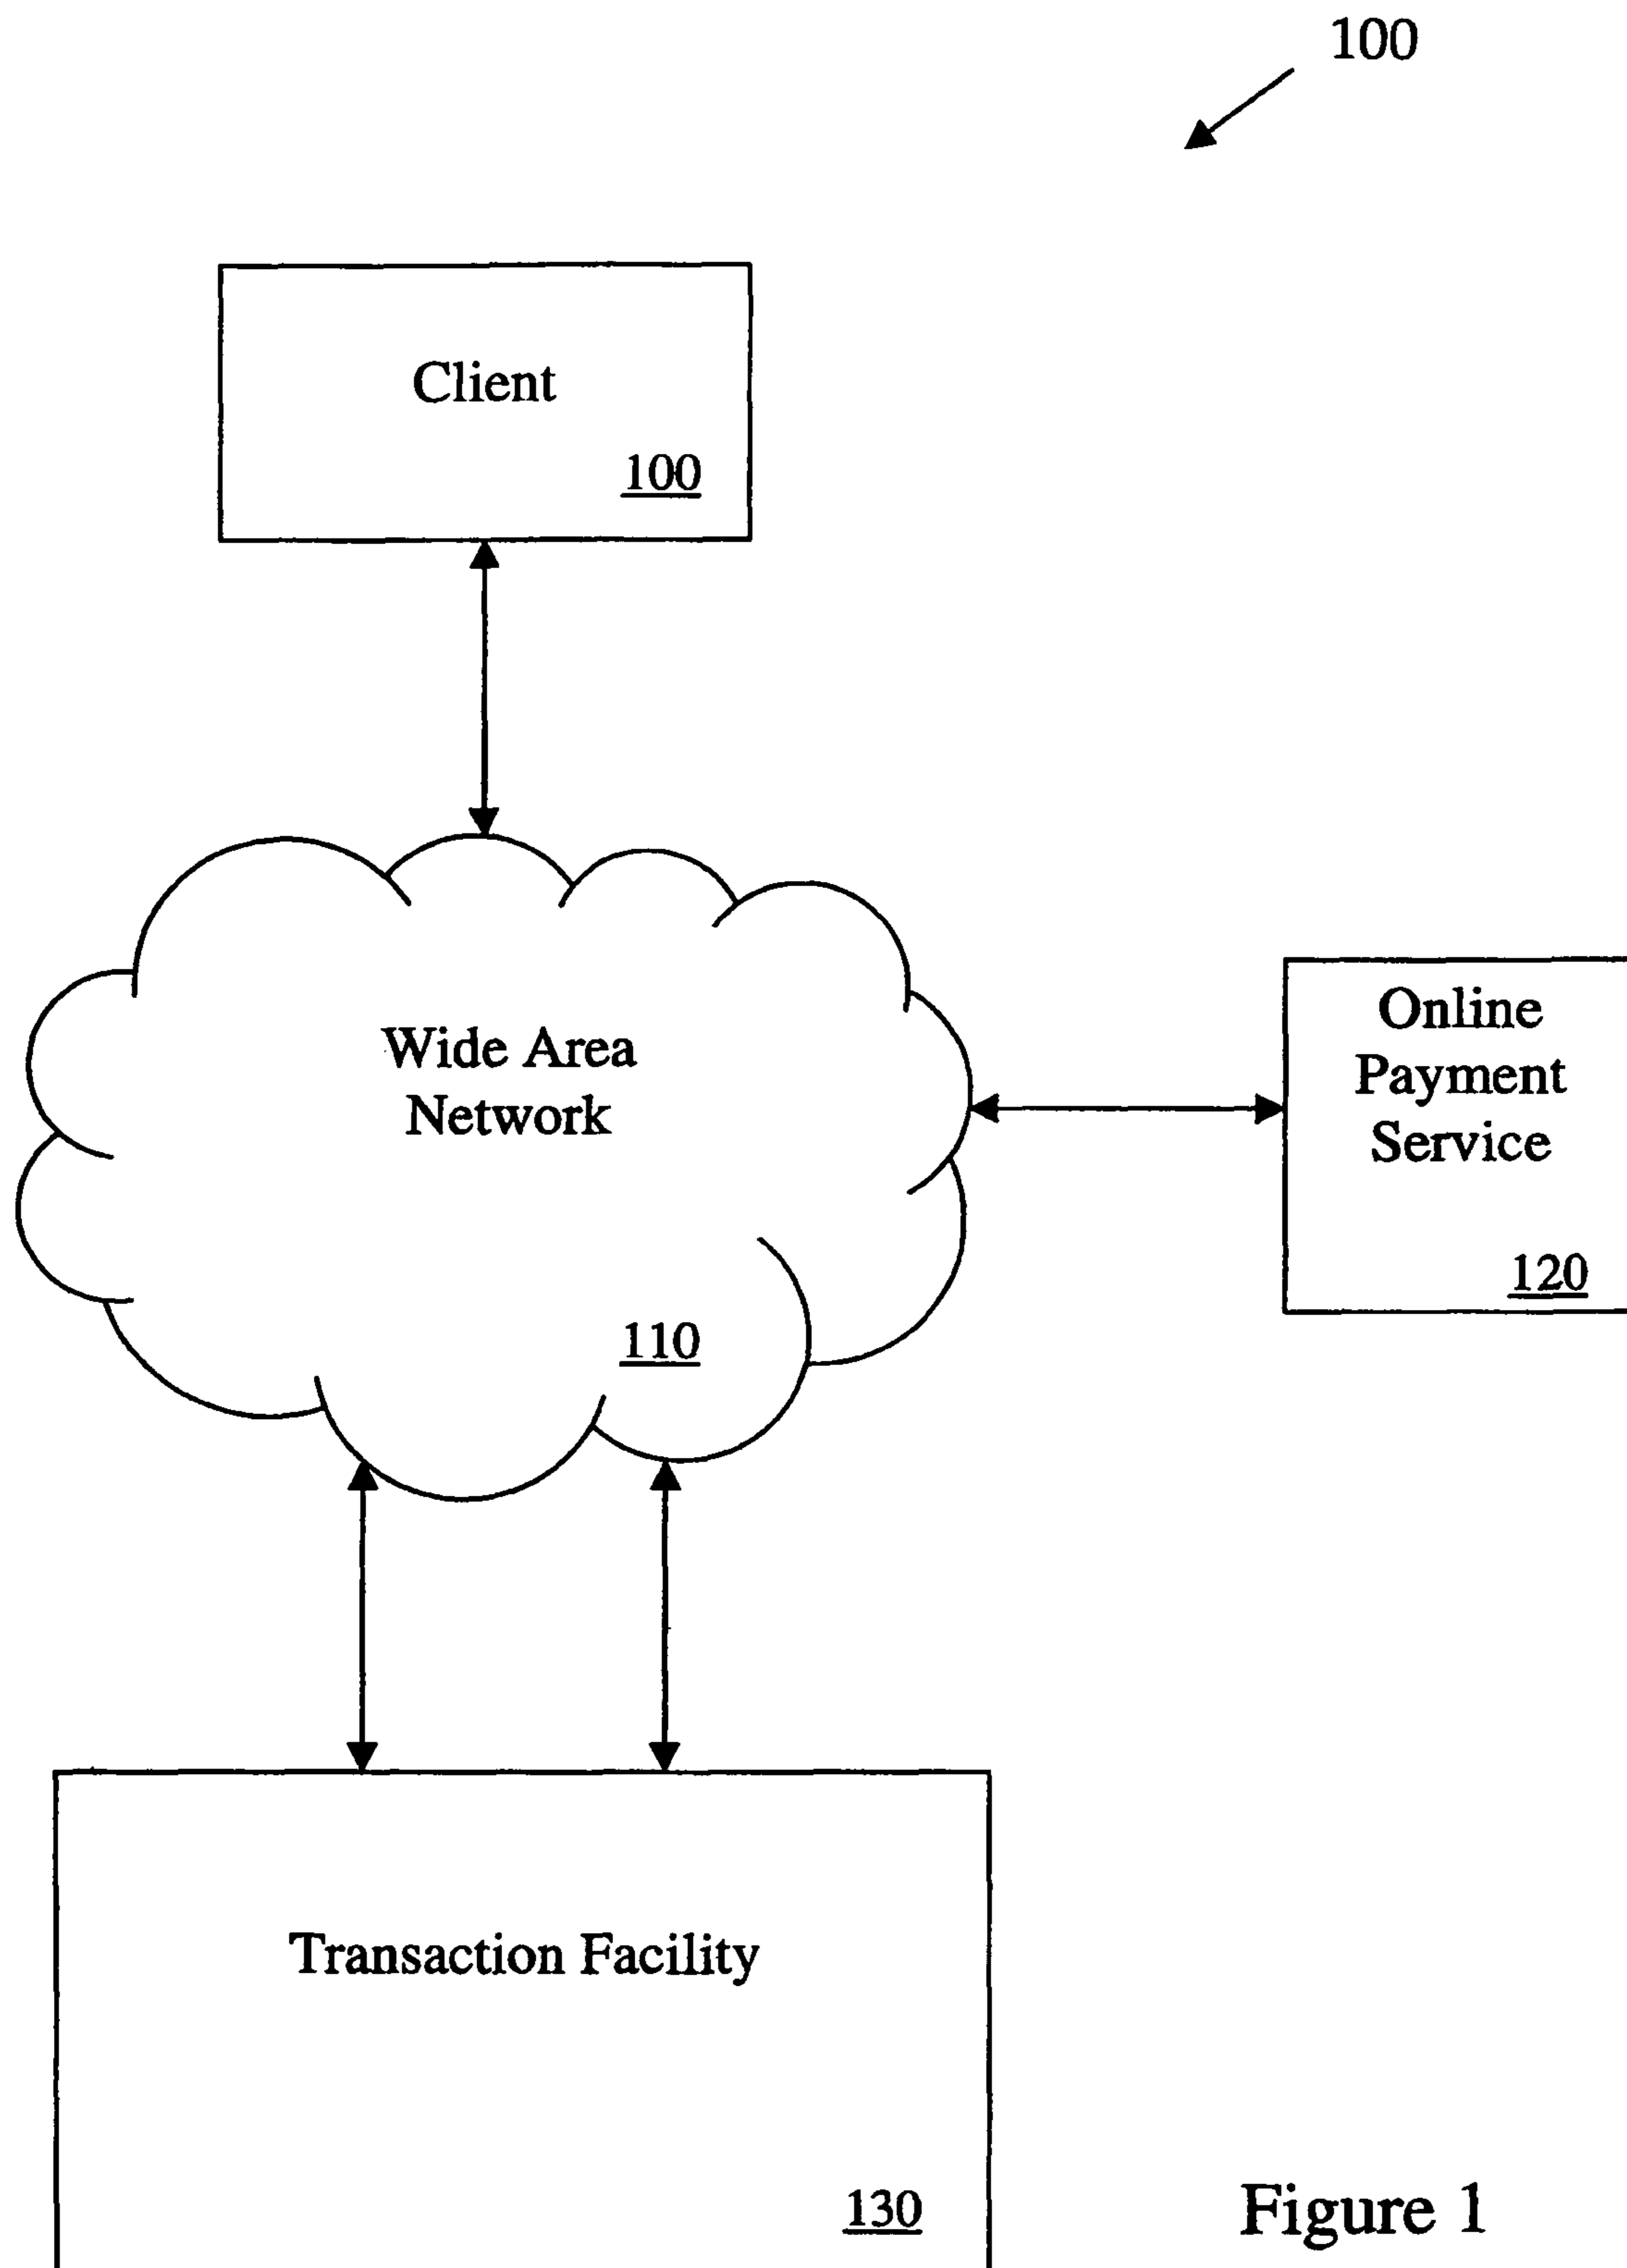 100
Client
100
Wide Area
Network
110
Online
Payment
Service
120
Transaction Facility
130
Figure 1